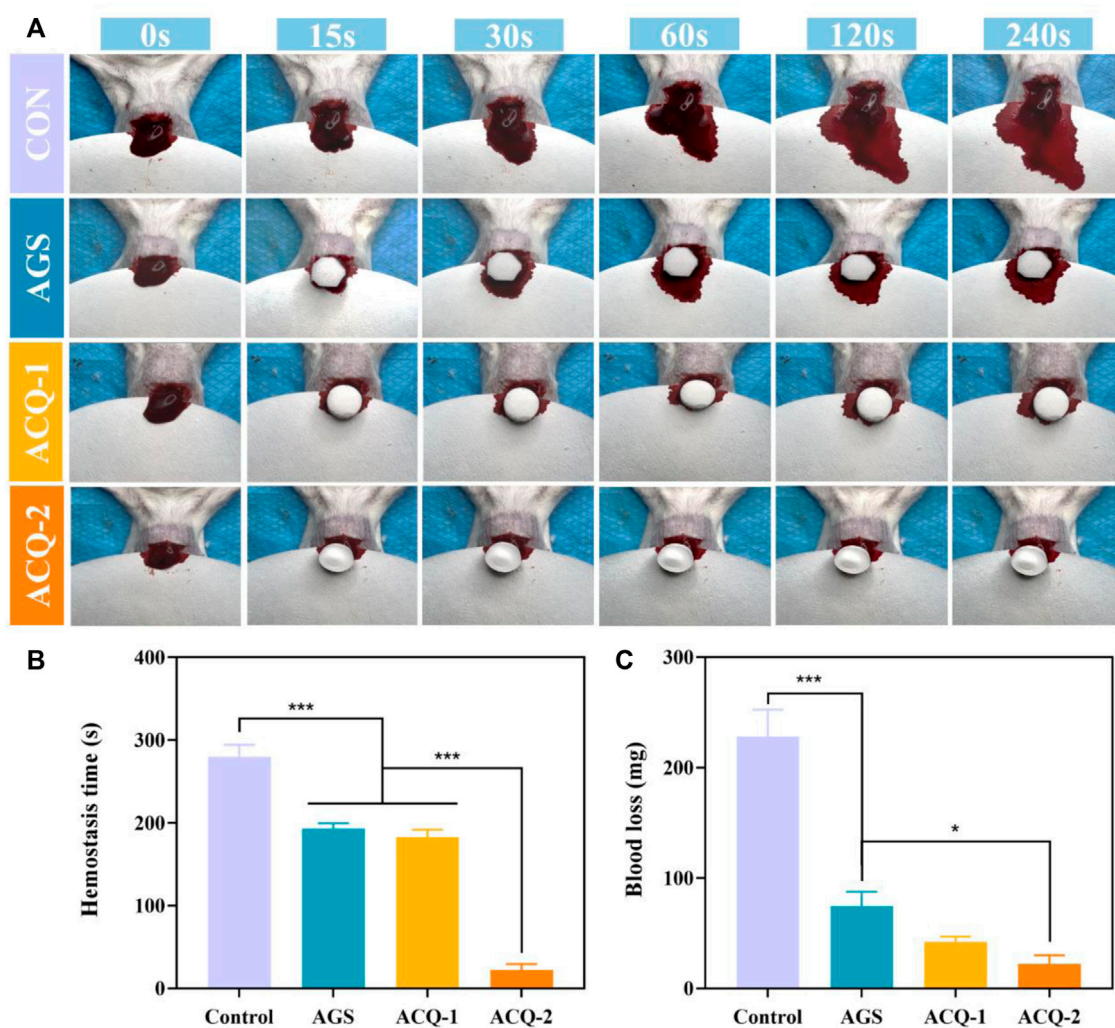 A
0s 15s 30s 60s 120s 240s
CON
AGS
ACQ-1
ACQ-2
B
Hemostasis time (s)
400
300
200
100
0
***
***
Control AGS ACQ-1 ACQ-2
C
Blood loss (mg)
300
200
100
0
***
*
Control AGS ACQ-1 ACQ-2